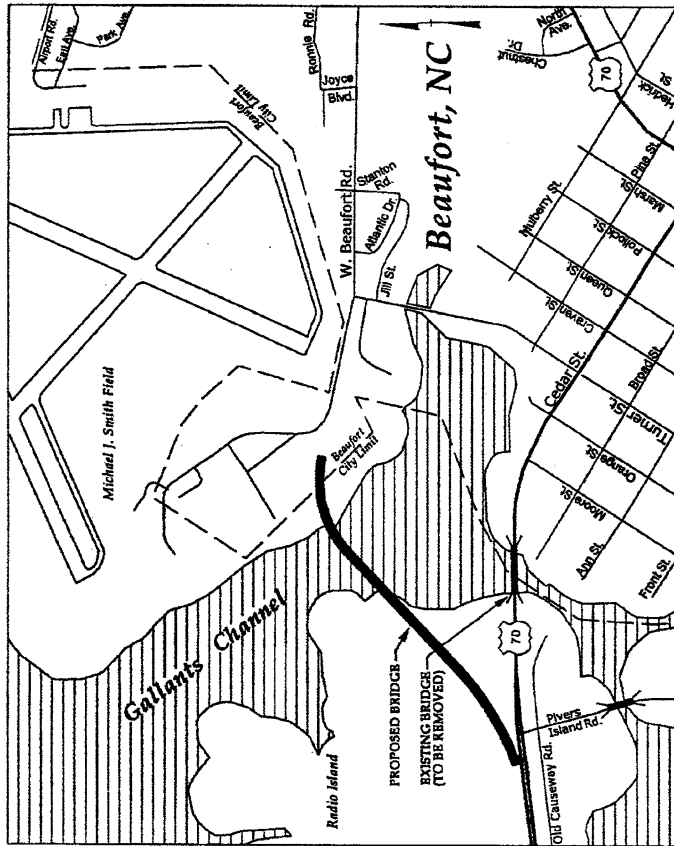 Airport Rd.
Earl Ave.
Park Ave.
Beaufort
City Limit
Ronnie Rd.
Joyce
Blvd.
North
Ave.
Chestnut
Dr.
70
Hedrick
St
Michael J. Smith Field
W. Beaufort Rd.
Stanton
Rd.
Atlantic Dr.
Jill St.
Beaufort, NC
Mulberry St.
Pine St.
Marsh St.
Pollock St.
Queen St.
Craven St.
Cedar St.
Broad St.
Turner St.
Orange St.
Moore St.
Ann St.
Front St.
Beaufort
City Limit
Gallants Channel
PROPOSED BRIDGE
EXISTING BRIDGE
(TO BE REMOVED)
70
Radio Island
Pivers
Island Rd.
Old Causeway Rd.